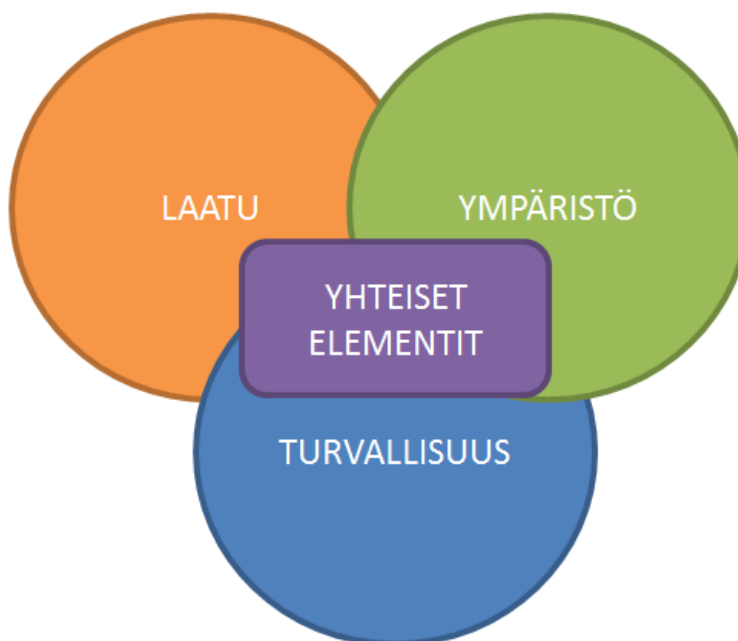 LAATU
YMPÄRISTÖ
YHTEISET
ELEMENTIT
TURVALLISUUS